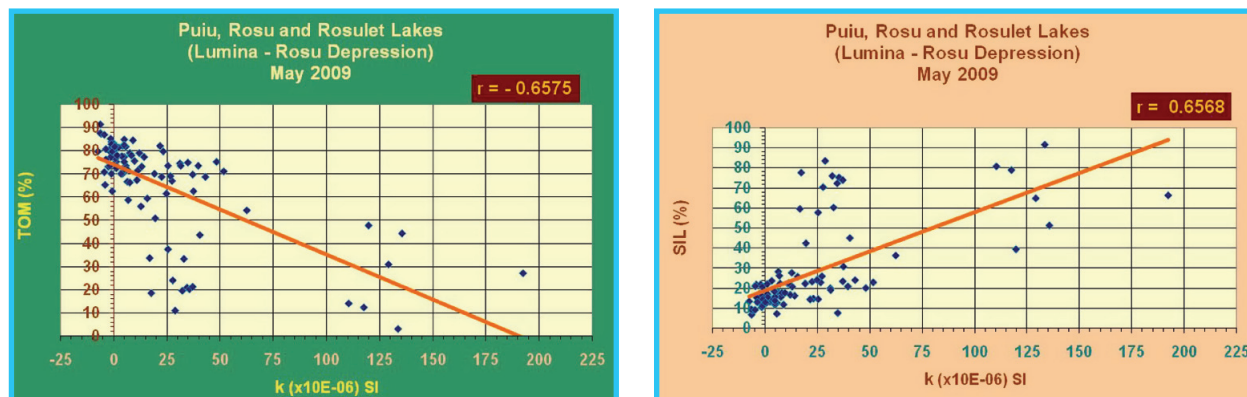 Puiu, Rosu and Rosulet Lakes
(Lumina - Rosu Depression)
May 2009
r = - 0.6575
100
90
80
70
60
50
40
30
20
10
0
TOM (%)
-25 0 25 50 75 100 125 150 175 200 225
k (x10E-06) SI
Puiu, Rosu and Rosulet Lakes
(Lumina - Rosu Depression)
May 2009
r = 0.6568
100
90
80
70
60
50
40
30
20
10
0
SIL (%)
-25 0 25 50 75 100 125 150 175 200 225
k (x10E-06) SI